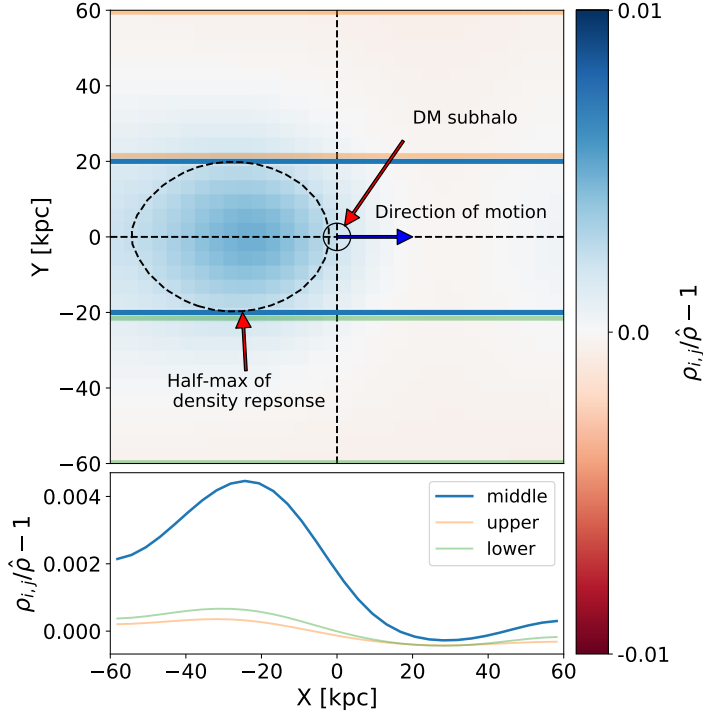 60
40
20
0
−20
−40
−60
Y [kpc]
DM subhalo
Direction of motion
Half-max of
density repsonse
0.01
0.0
-0.01
ρi,j/ρ̂ − 1
0.004
0.002
0.000
ρi,j/ρ̂ − 1
middle
upper
lower
−60 −40 −20 0 20 40 60
X [kpc]